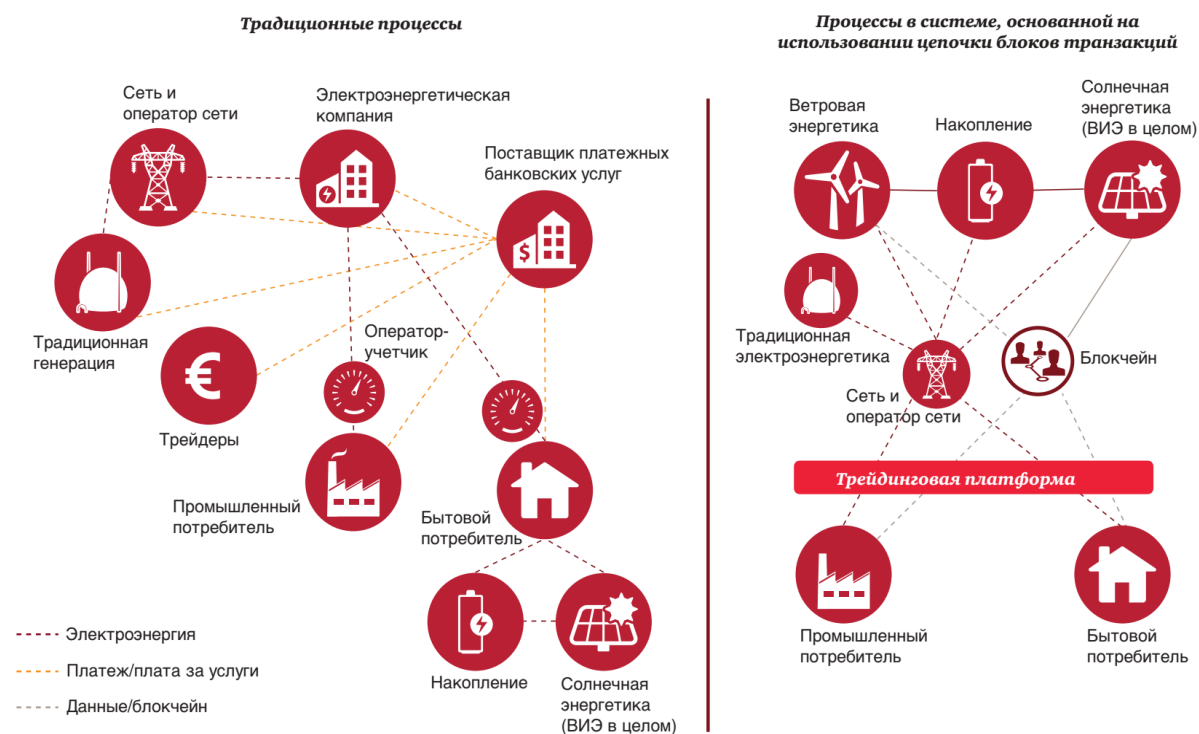 Традиционные процессы
Сеть и
оператор сети
Электроэнергетическая
компания
Поставщик платежных
банковских услуг
$
Традиционная
генерация
€
Трейдеры
Оператор-
учетчик
Промышленный
потребитель
Бытовой
потребитель
Накопление
Солнечная
энергетика
(ВИЭ в целом)
Электроэнергия
Платеж/плата за услуги
Данные/блокчейн
Процессы в системе, основанной на
использовании цепочки блоков транзакций
Ветровая
энергетика
Накопление
Солнечная
энергетика
(ВИЭ в целом)
Традиционная
электроэнергетика
Блокчейн
Сеть и
оператор сети
Трейдинговая платформа
Промышленный
потребитель
Бытовой
потребитель